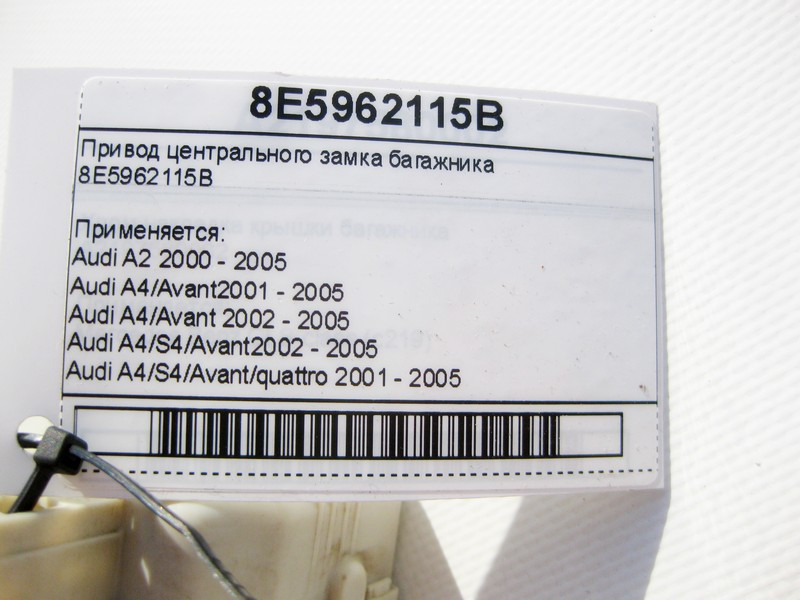 8E5962115B
Привод центрального замка багажника
8E5962115B
Применяется:
Audi A2 2000 - 2005
Audi A4/Avant2001 - 2005
Audi A4/Avant 2002 - 2005
Audi A4/S4/Avant2002 - 2005
Audi A4/S4/Avant/quattro 2001 - 2005